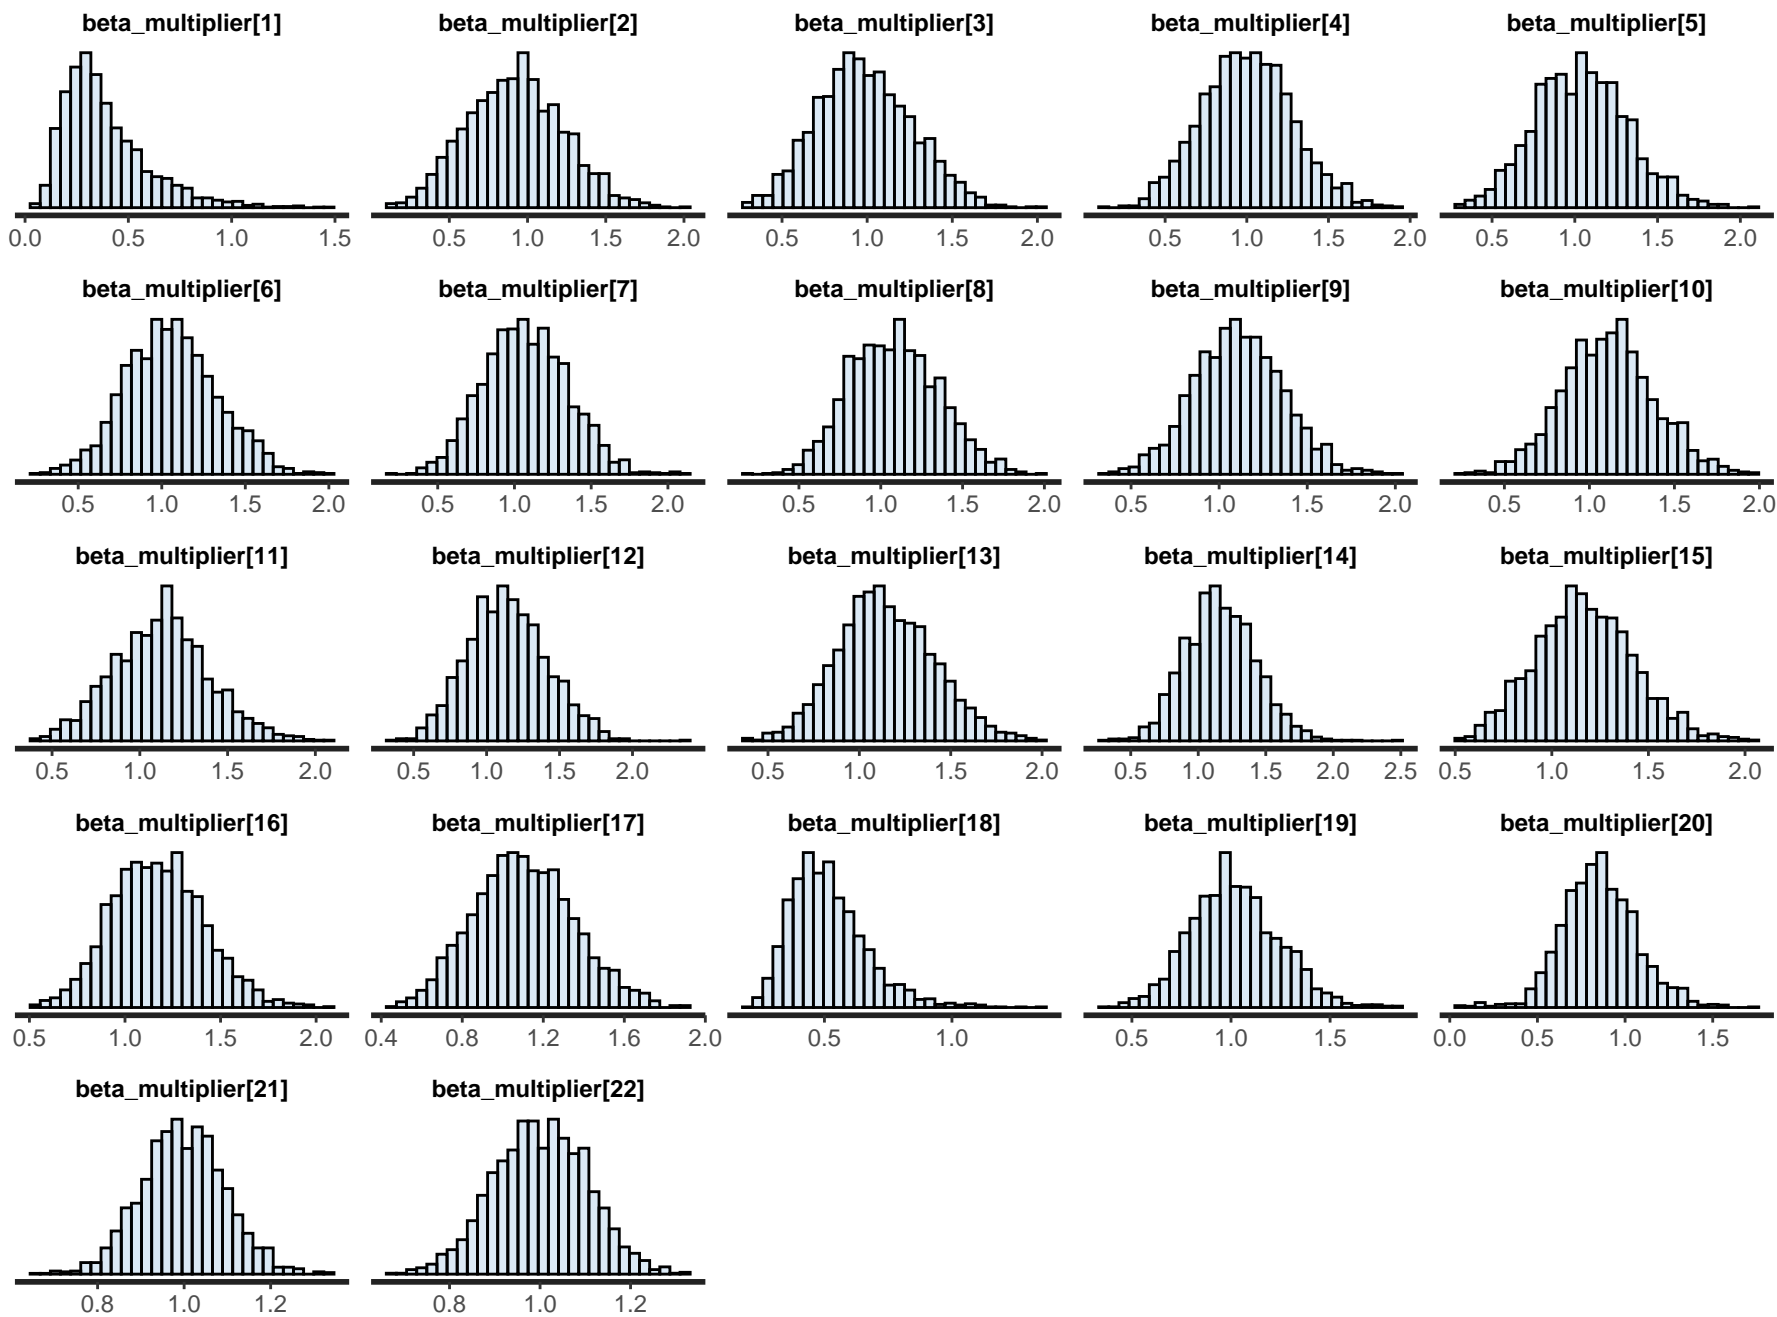 beta_multiplier[1] beta_multiplier[2] beta_multiplier[3] beta_multiplier[4] beta_multiplier[5]
0.0 0.5 1.0 1.5 0.5 1.0 1.5 2.0 0.5 1.0 1.5 2.0 0.5 1.0 1.5 2.0 0.5 1.0 1.5 2.0
beta_multiplier[6] beta_multiplier[7] beta_multiplier[8] beta_multiplier[9] beta_multiplier[10]
0.5 1.0 1.5 2.0 0.5 1.0 1.5 2.0 0.5 1.0 1.5 2.0 0.5 1.0 1.5 2.0 0.5 1.0 1.5 2.0
beta_multiplier[11] beta_multiplier[12] beta_multiplier[13] beta_multiplier[14] beta_multiplier[15]
0.5 1.0 1.5 2.0 0.5 1.0 1.5 2.0 0.5 1.0 1.5 2.0 0.5 1.0 1.5 2.0 2.5 0.5 1.0 1.5 2.0
beta_multiplier[16] beta_multiplier[17] beta_multiplier[18] beta_multiplier[19] beta_multiplier[20]
0.5 1.0 1.5 2.0 0.4 0.8 1.2 1.6 2.0 0.5 1.0 0.5 1.0 1.5 0.0 0.5 1.0 1.5
beta_multiplier[21] beta_multiplier[22]
0.8 1.0 1.2 0.8 1.0 1.2